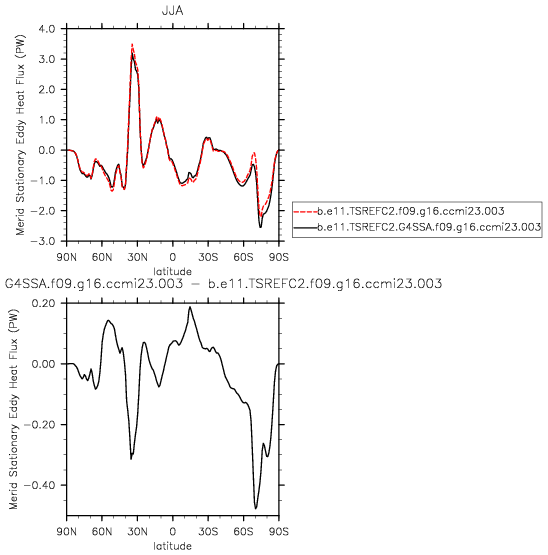 JJA
Merid Stationary Eddy Heat Flux (PW)
4.0
3.0
2.0
1.0
0.0
−1.0
−2.0
−3.0
90N 60N 30N 0 30S 60S 90S
latitude
b.e11.TSREFC2.f09.g16.ccmi23.003
b.e11.TSREFC2.G4SSA.f09.g16.ccmi23.003
G4SSA.f09.g16.ccmi23.003 − b.e11.TSREFC2.f09.g16.ccmi23.003
Merid Stationary Eddy Heat Flux (PW)
0.20
0.00
−0.20
−0.40
90N 60N 30N 0 30S 60S 90S
latitude